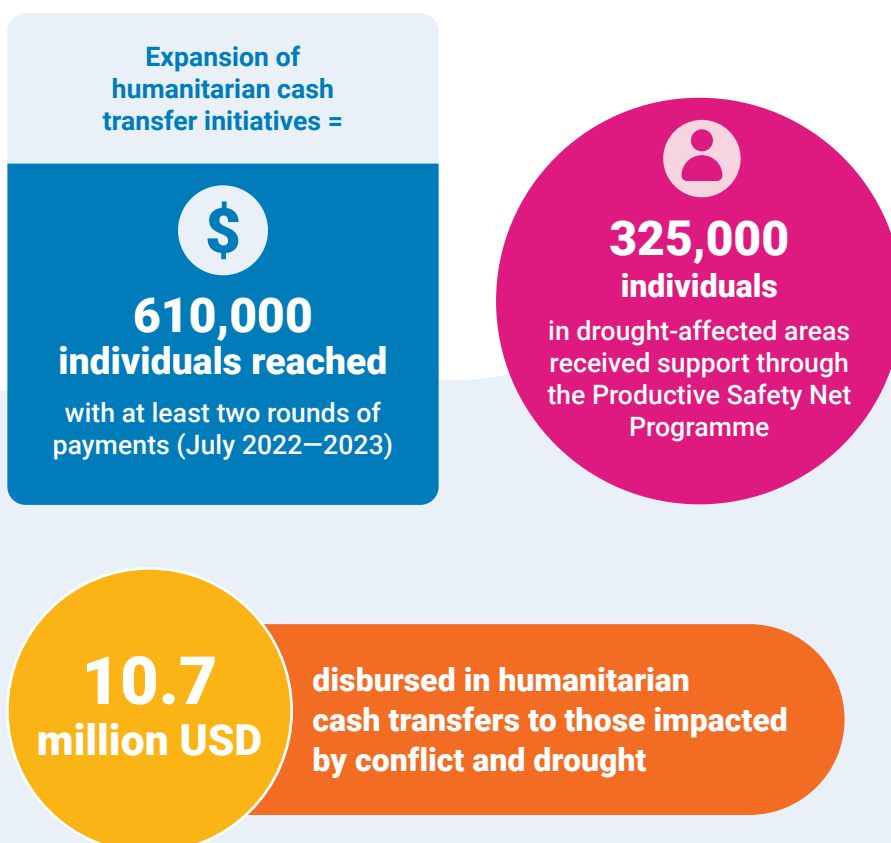 Expansion of
humanitarian cash
transfer initiatives =
$
610,000
individuals reached
with at least two rounds of
payments (July 2022—2023)
325,000
individuals
in drought-affected areas
received support through
the Productive Safety Net
Programme
10.7
million USD
disbursed in humanitarian
cash transfers to those impacted
by conflict and drought